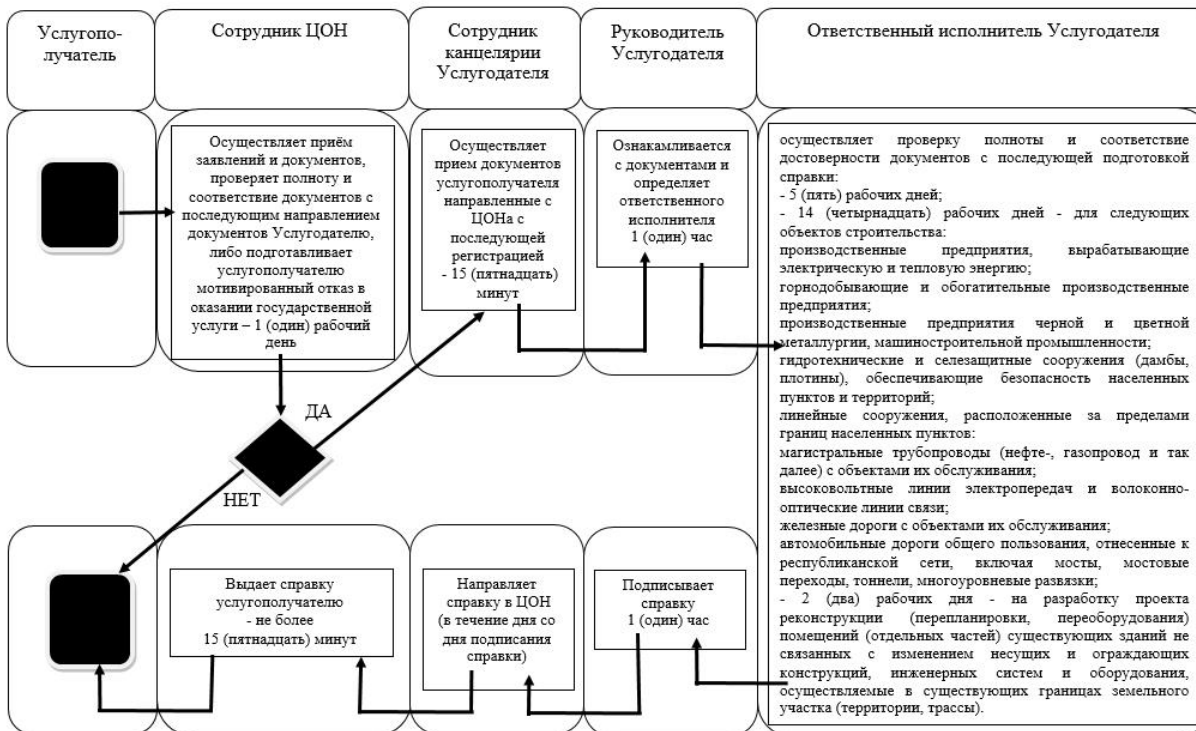 Услугопо-
лучатель
Сотрудник ЦОН
Сотрудник
канцелярии
Услугодателя
Руководитель
Услугодателя
Ответственный исполнитель Услугодателя
Осуществляет приём
заявлений и документов,
проверяет полноту и
соответствие документов с
последующим направлением
документов Услугодателю,
либо подготавливает
услугополучателю
мотивированный отказ в
оказании государственной
услуги – 1 (один) рабочий
день
Осуществляет
прием документов
услугополучателя
направленные с
ЦОНа с
последующей
регистрацией
- 15 (пятнадцать)
минут
Ознакамливается
с документами и
определяет
ответственного
исполнителя
1 (один) час
осуществляет проверку полноты и соответствие
достоверности документов с последующей подготовкой
справки:
- 5 (пять) рабочих дней;
- 14 (четырнадцать) рабочих дней - для следующих
объектов строительства:
производственные предприятия, вырабатывающие
электрическую и тепловую энергию;
горнодобывающие и обогатительные производственные
предприятия;
производственные предприятия черной и цветной
металлургии, машиностроительной промышленности;
гидротехнические и селезащитные сооружения (дамбы,
плотины), обеспечивающие безопасность населенных
пунктов и территорий;
линейные сооружения, расположенные за пределами
границ населенных пунктов:
магистральные трубопроводы (нефте-, газопровод и так
далее) с объектами их обслуживания;
высоковольтные линии электропередач и волоконно-
оптические линии связи;
железные дороги с объектами их обслуживания;
автомобильные дороги общего пользования, отнесенные к
республиканской сети, включая мосты, мостовые
переходы, тоннели, многоуровневые развязки;
- 2 (два) рабочих дня - на разработку проекта
реконструкции (перепланировки, переоборудования)
помещений (отдельных частей) существующих зданий не
связанных с изменением несущих и ограждающих
конструкций, инженерных систем и оборудования,
осуществляемые в существующих границах земельного
участка (территории, трассы).
ДА
НЕТ
Выдает справку
услугополучателю
- не более
15 (пятнадцать) минут
Направляет
справку в ЦОН
(в течение дня со
дня подписания
справки)
Подписывает
справку
1 (один) час